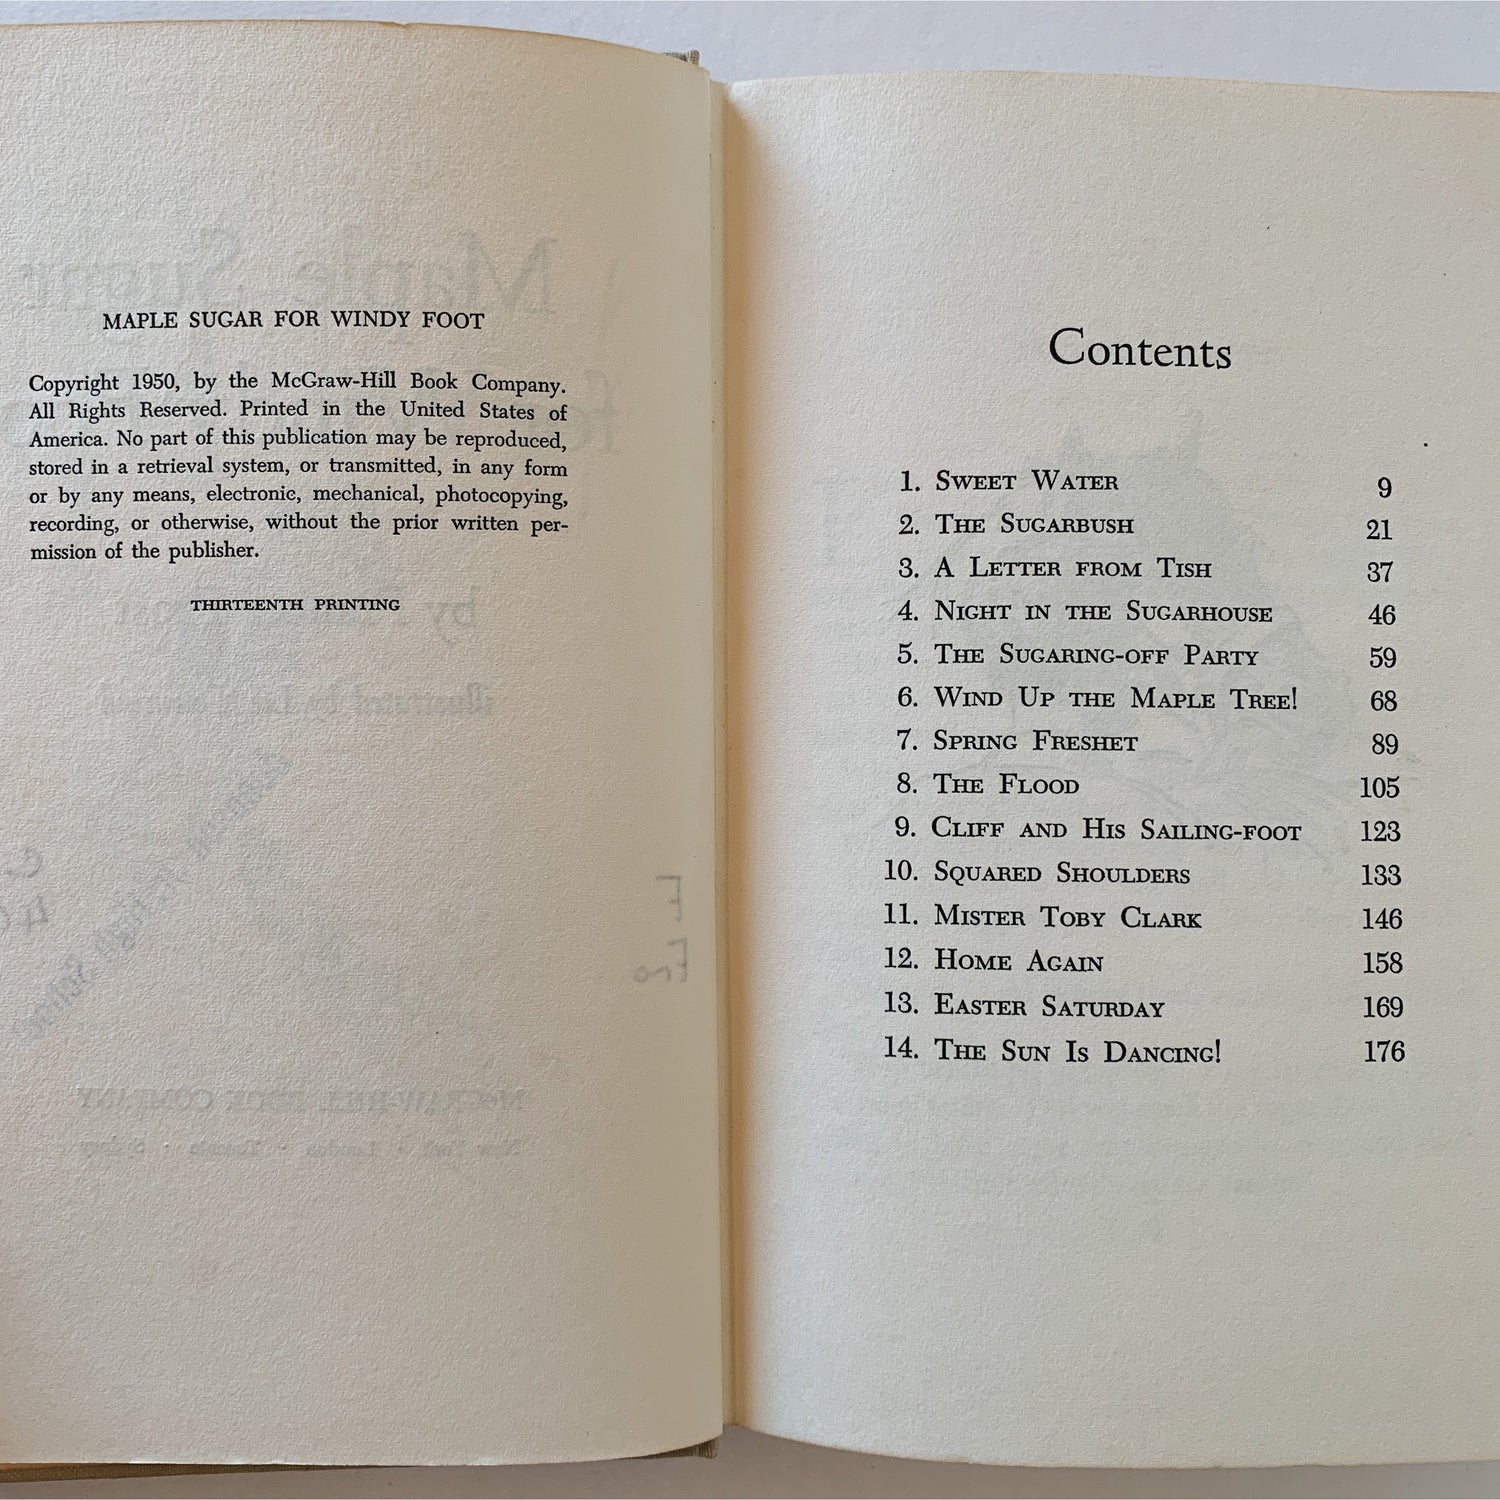 MAPLE SUGAR FOR WINDY FOOT
Copyright 1950, by the McGraw-Hill Book Company.
All Rights Reserved. Printed in the United States of
America. No part of this publication may be reproduced,
stored in a retrieval system, or transmitted, in any form
or by any means, electronic, mechanical, photocopying,
recording, or otherwise, without the prior written per-
mission of the publisher.
THIRTEENTH PRINTING
Contents
1. SWEET WATER 9
2. THE SUGARBUSH 21
3. A LETTER FROM TISH 37
4. NIGHT IN THE SUGARHOUSE 46
5. THE SUGARING-OFF PARTY 59
6. WIND UP THE MAPLE TREE! 68
7. SPRING FRESHET 89
8. THE FLOOD 105
9. CLIFF AND HIS SAILING-FOOT 123
10. SQUARED SHOULDERS 133
11. MISTER TOBY CLARK 146
12. HOME AGAIN 158
13. EASTER SATURDAY 169
14. THE SUN IS DANCING! 176